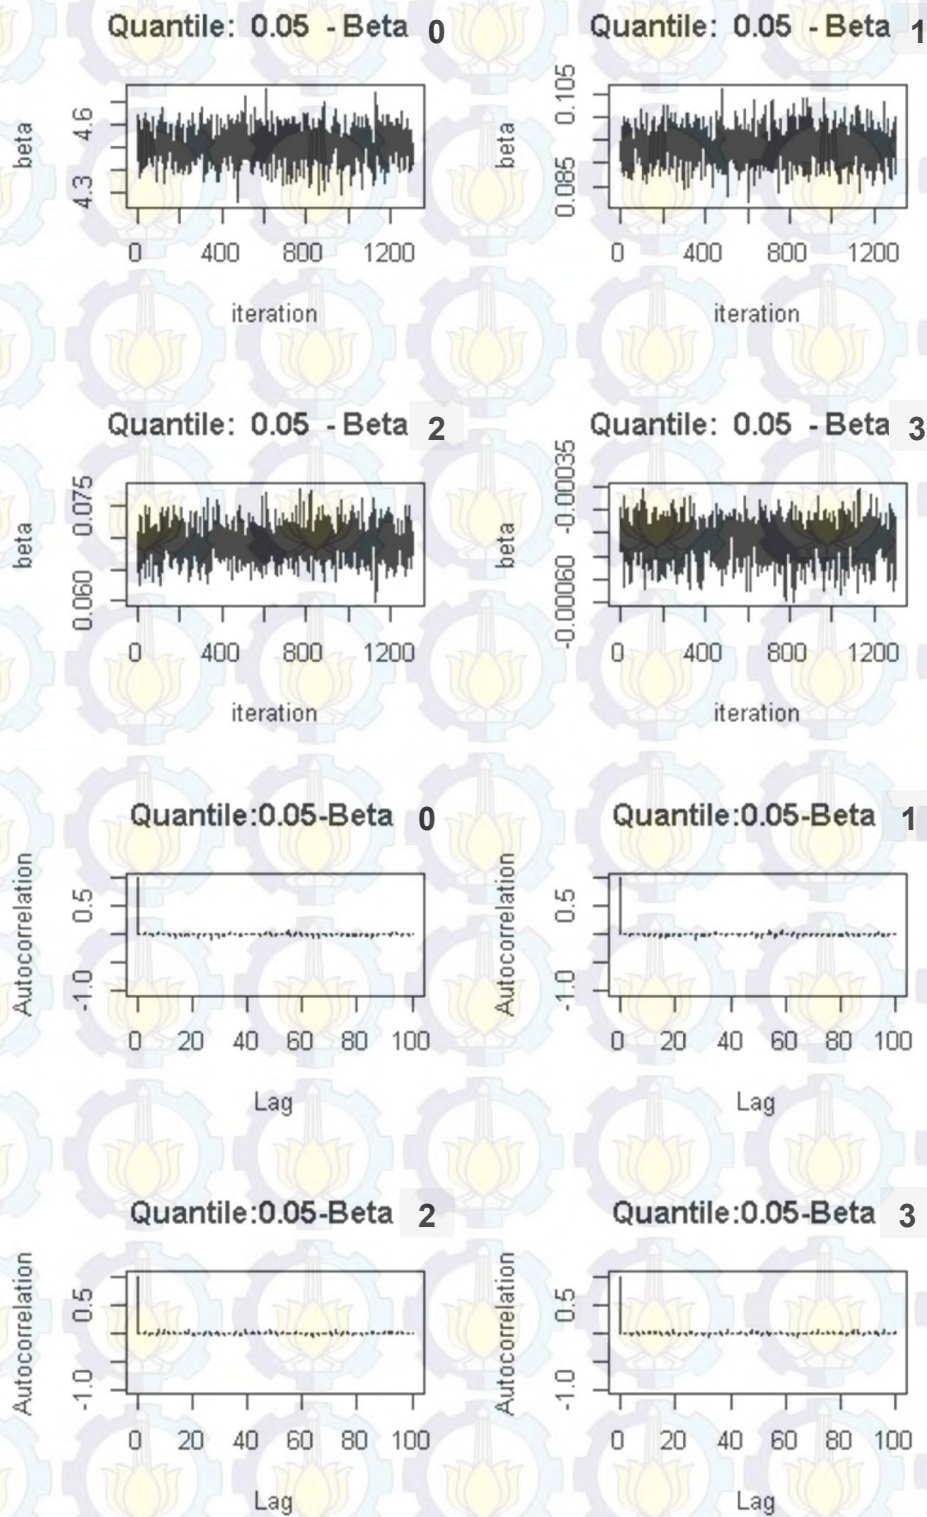 Quantile: 0.05 - Beta 0
beta
4.3 4.6
0 400 800 1200
iteration
Quantile: 0.05 - Beta 1
beta
0.085 0.105
0 400 800 1200
iteration
Quantile: 0.05 - Beta 2
beta
0.060 0.075
0 400 800 1200
iteration
Quantile: 0.05 - Beta 3
beta
-0.00060 -0.00035
0 400 800 1200
iteration
Quantile:0.05-Beta 0
Autocorrelation
-1.0 0.5
0 20 40 60 80 100
Lag
Quantile:0.05-Beta 1
Autocorrelation
-1.0 0.5
0 20 40 60 80 100
Lag
Quantile:0.05-Beta 2
Autocorrelation
-1.0 0.5
0 20 40 60 80 100
Lag
Quantile:0.05-Beta 3
Autocorrelation
-1.0 0.5
0 20 40 60 80 100
Lag